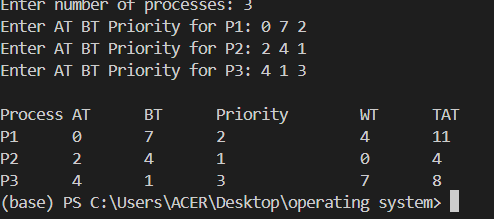 Enter number of processes: 3
Enter AT BT Priority for P1: 0 7 2
Enter AT BT Priority for P2: 2 4 1
Enter AT BT Priority for P3: 4 1 3
Process AT BT Priority WT TAT
P1 0 7 2 4 11
P2 2 4 1 0 4
P3 4 1 3 7 8
(base) PS C:\Users\ACER\Desktop\operating system>